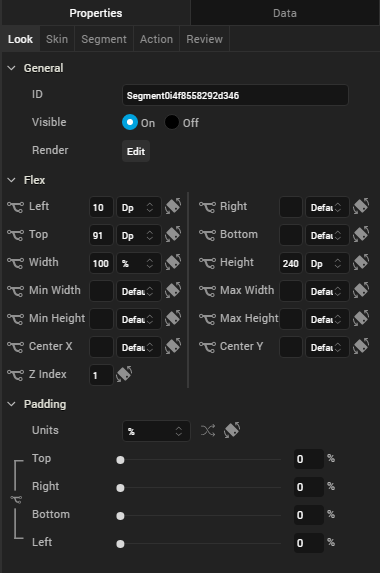 Properties Data
Look Skin Segment Action Review
General
ID Segment0i4f8558292d346
Visible On Off
Render Edit
Flex
Left 10 Dp Right Defau
Top 91 Dp Bottom Defau
Width 100 % Height 240 Dp
Min Width Defau Max Width Defau
Min Height Defau Max Height Defau
Center X Defau Center Y Defau
Z Index 1
Padding
Units %
Top 0 %
Right 0 %
Bottom 0 %
Left 0 %